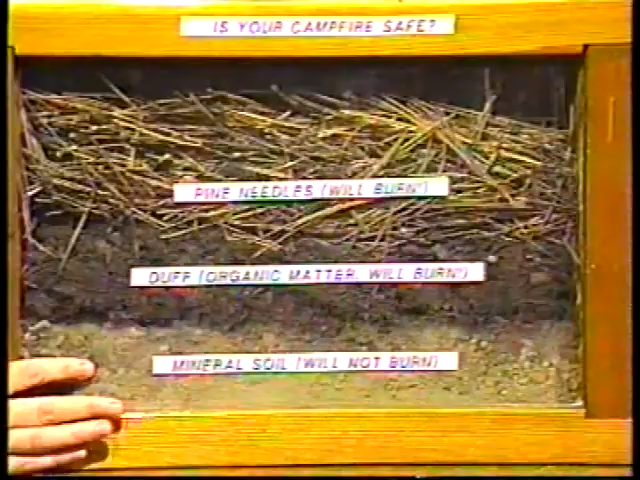 IS YOUR CAMPFIRE SAFE?
PINE NEEDLES (WILL BURN!)
DUFF (ORGANIC MATTER, WILL BURN!)
MINERAL SOIL (WILL NOT BURN)